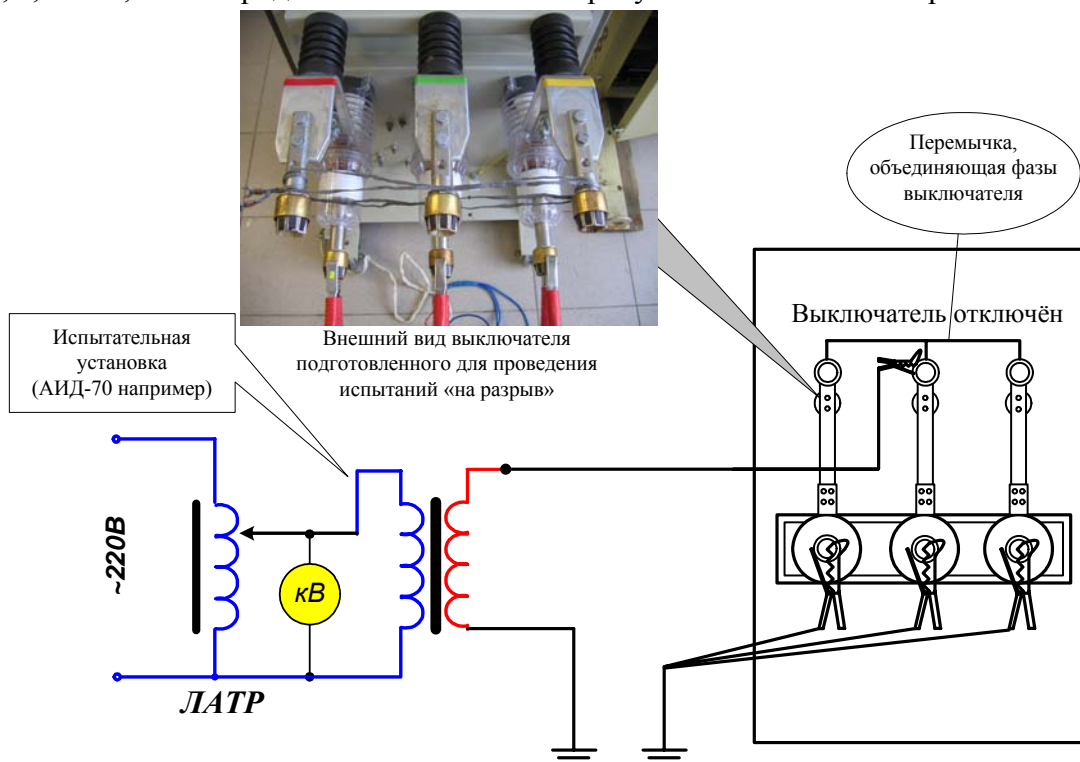 Перемычка,
объединяющая фазы
выключателя
Выключатель отключён
Испытательная
установка
(АИД-70 например)
Внешний вид выключателя
подготовленного для проведения
испытаний «на разрыв»
~220В
кВ
ЛАТР